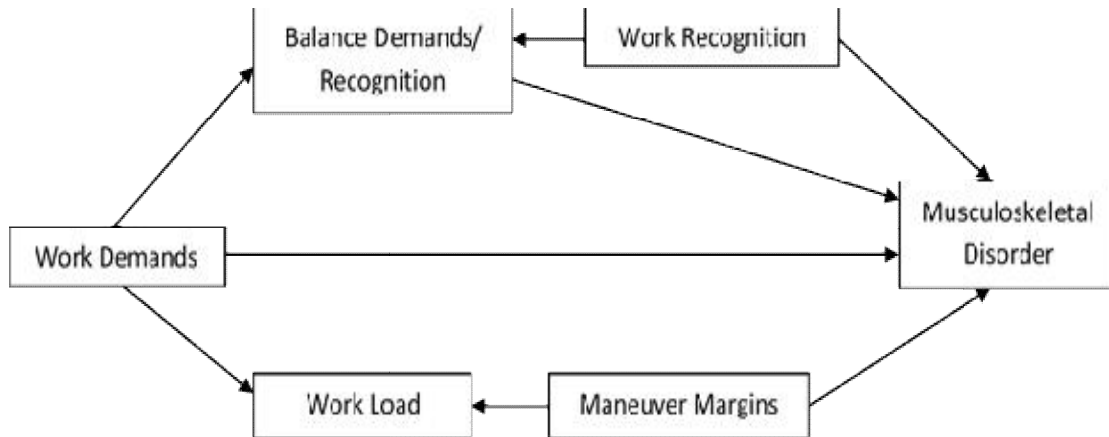 Balance Demands/
Recognition
Work Recognition
Musculoskeletal
Disorder
Work Demands
Work Load
Maneuver Margins